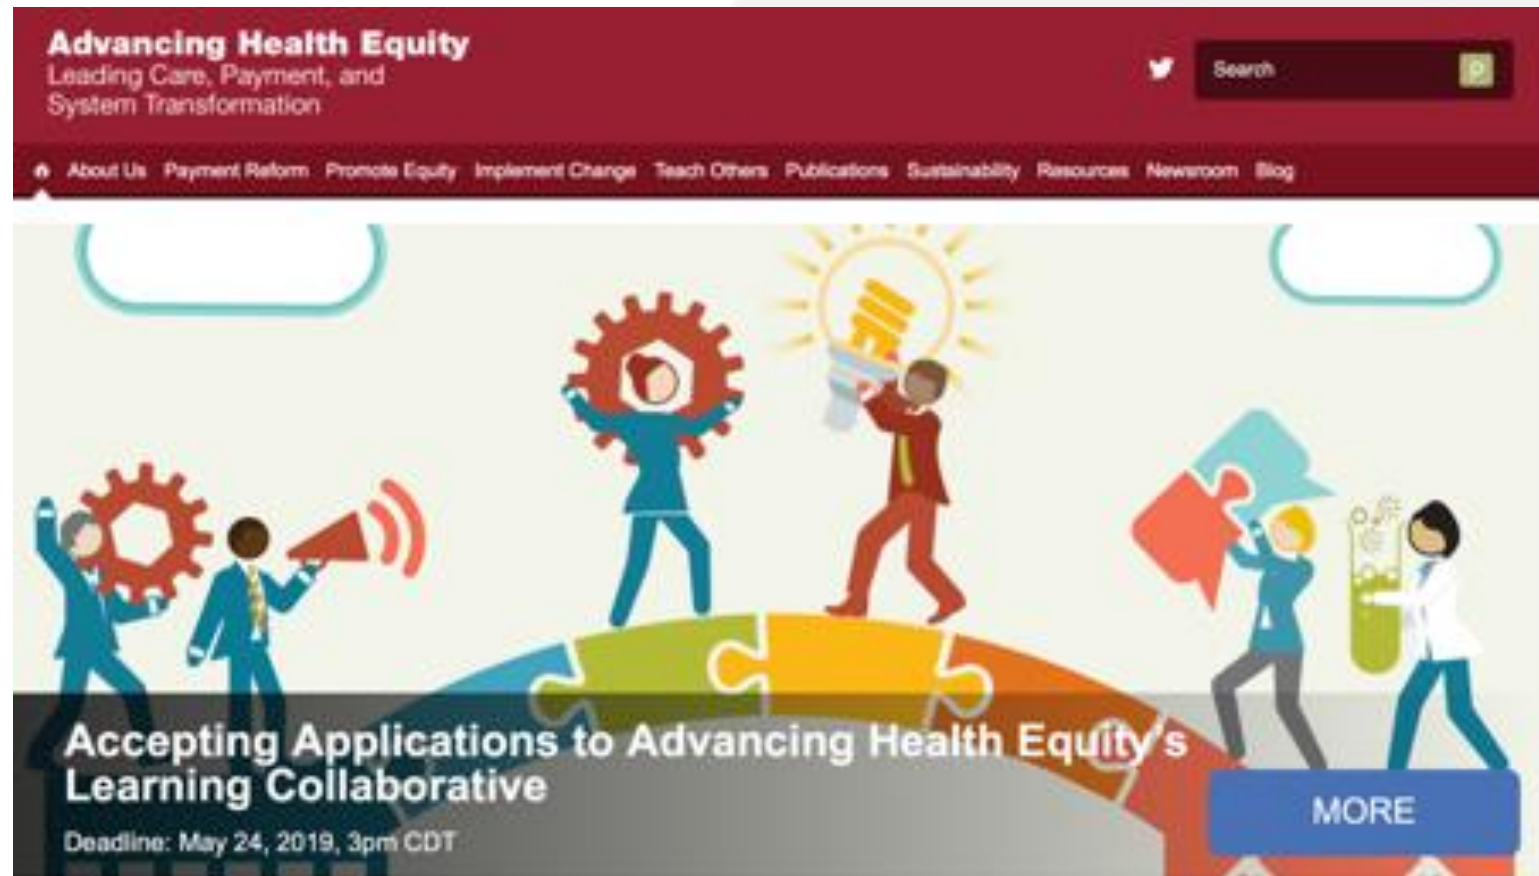 Advancing Health Equity
Leading Care, Payment, and
System Transformation
Search
About Us Payment Reform Promote Equity Implement Change Teach Others Publications Sustainability Resources Newsroom Blog
Accepting Applications to Advancing Health Equity's
Learning Collaborative
Deadline: May 24, 2019, 3pm CDT
MORE